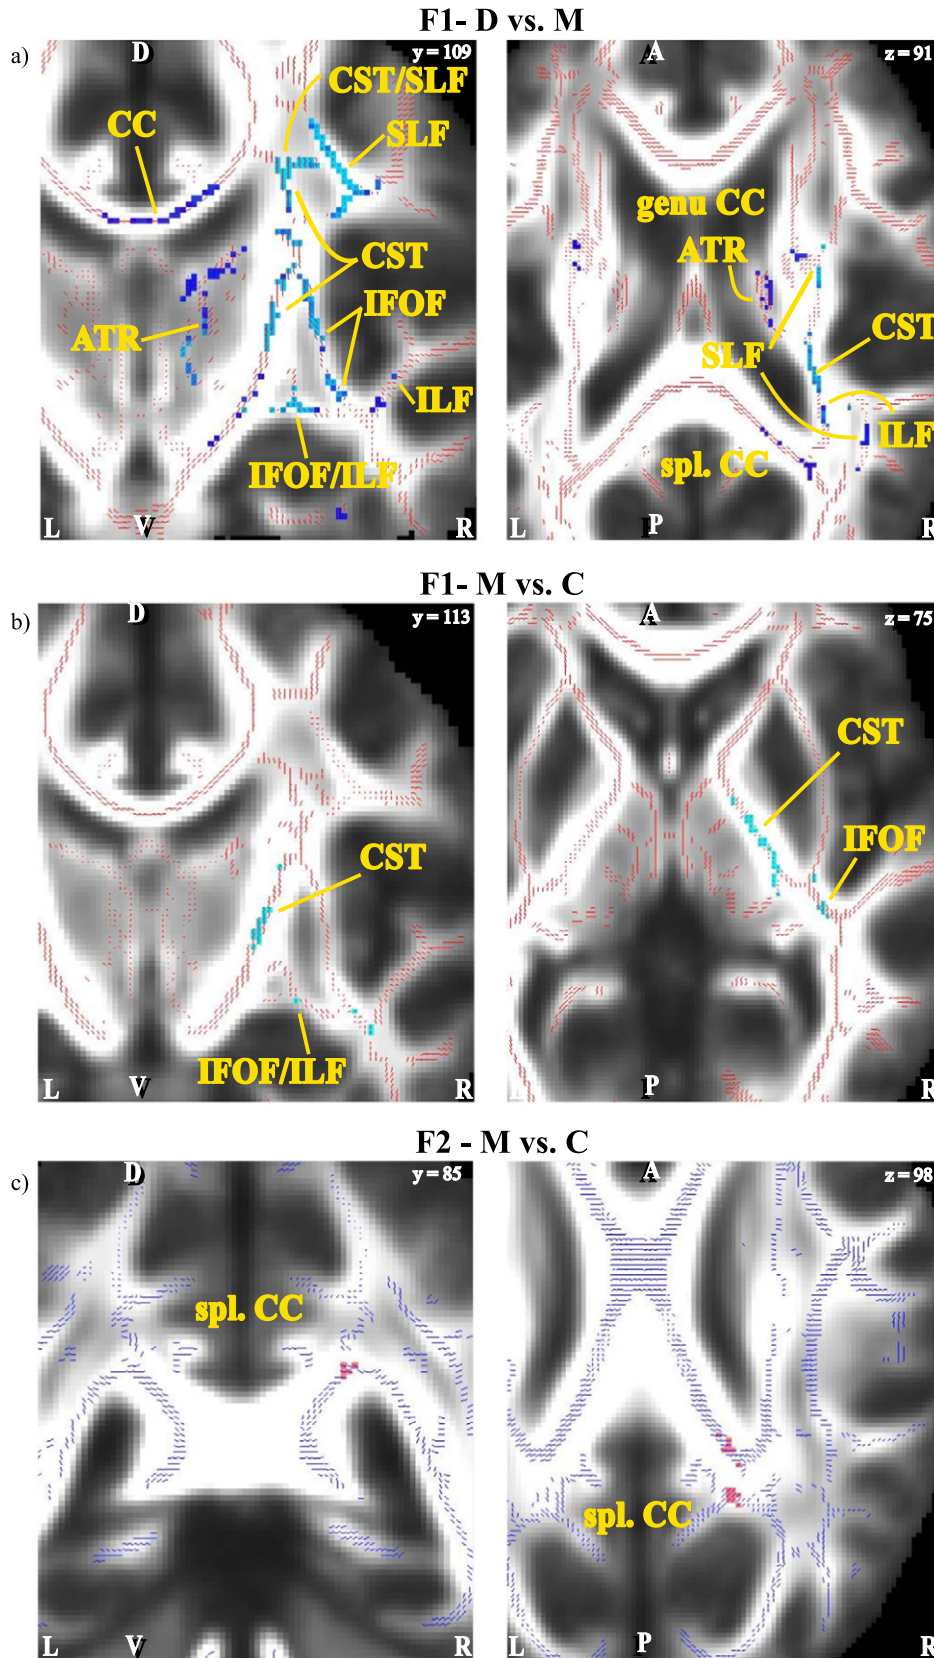 F1- D vs. M
a)
D
y = 109
CST/SLF
CC
SLF
CST
IFOF
ATR
ILF
IFOF/ILF
L
V
R
A
z = 91
genu CC
ATR
CST
SLF
ILF
spl. CC
L
P
R
F1- M vs. C
b)
D
y = 113
CST
IFOF/ILF
L
V
R
A
z = 75
CST
IFOF
L
P
R
F2 - M vs. C
c)
D
y = 85
spl. CC
L
V
R
A
z = 98
spl. CC
L
P
R